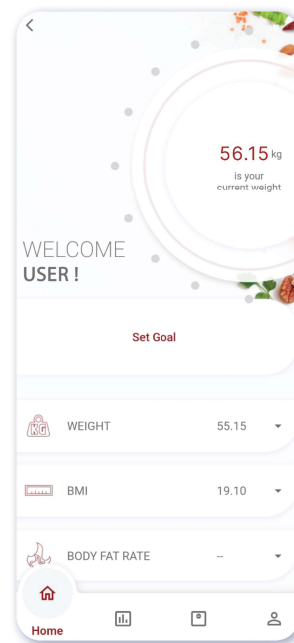 56.15 kg
is your
current weight
WELCOME
USER !
Set Goal
KG
WEIGHT
55.15
BMI
19.10
BODY FAT RATE
--
Home